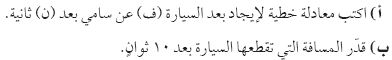 أ) اكتب معادلة خطية لإيجاد بعد السيارة (ف) عن سامي بعد (ن) ثانية.
ب) قدّر المسافة التي تقطعها السيارة بعد ١٠ ثوانٍ.